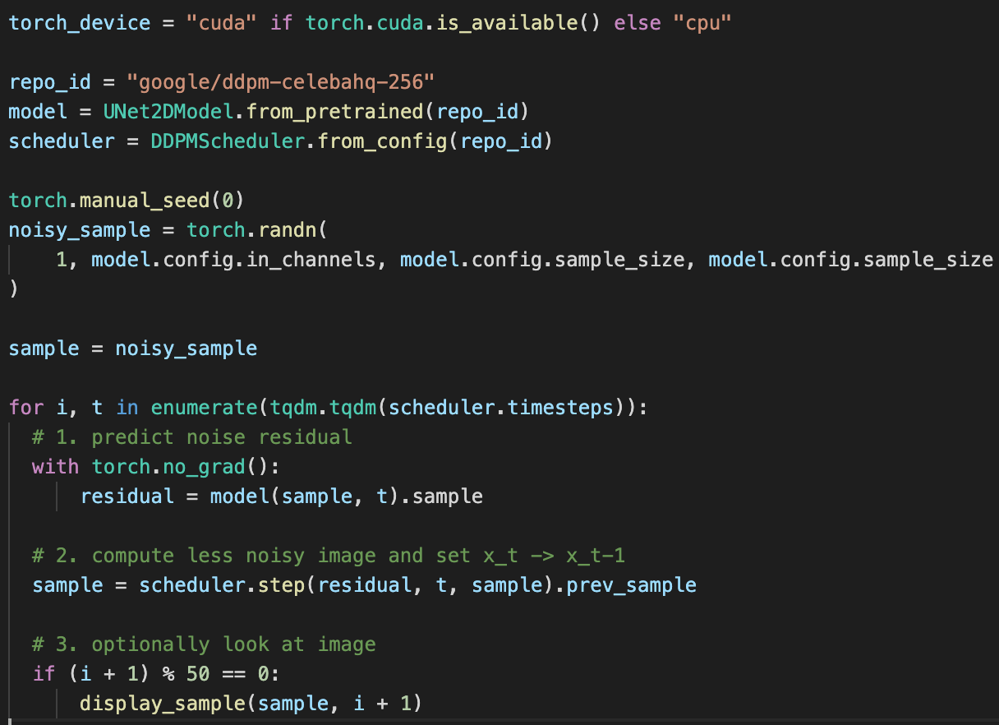 torch_device = "cuda" if torch.cuda.is_available() else "cpu"

repo_id = "google/ddpm-celebahq-256"
model = UNet2DModel.from_pretrained(repo_id)
scheduler = DDPMScheduler.from_config(repo_id)

torch.manual_seed(0)
noisy_sample = torch.randn(
    1, model.config.in_channels, model.config.sample_size, model.config.sample_size
)

sample = noisy_sample

for i, t in enumerate(tqdm.tqdm(scheduler.timesteps)):
  # 1. predict noise residual
  with torch.no_grad():
      residual = model(sample, t).sample

  # 2. compute less noisy image and set x_t -> x_t-1
  sample = scheduler.step(residual, t, sample).prev_sample

  # 3. optionally look at image
  if (i + 1) % 50 == 0:
      display_sample(sample, i + 1)